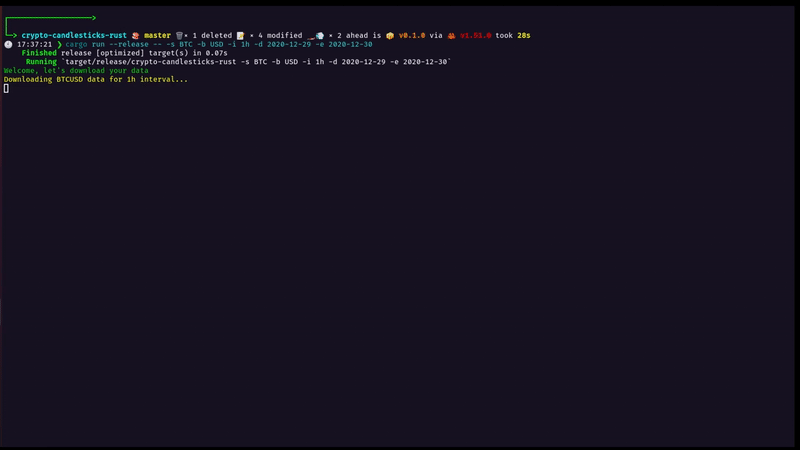 crypto-candlesticks-rust master × 1 deleted × 4 modified × 2 ahead is v0.1.0 via v1.53.0 took 28s
17:37:21 ❯ cargo run --release -- -s BTC -b USD -i 1h -d 2020-12-29 -e 2020-12-30
Finished release [optimized] target(s) in 0.07s
Running `target/release/crypto-candlesticks-rust -s BTC -b USD -i 1h -d 2020-12-29 -e 2020-12-30`
Welcome, let's download your data
Downloading BTCUSD data for 1h interval...